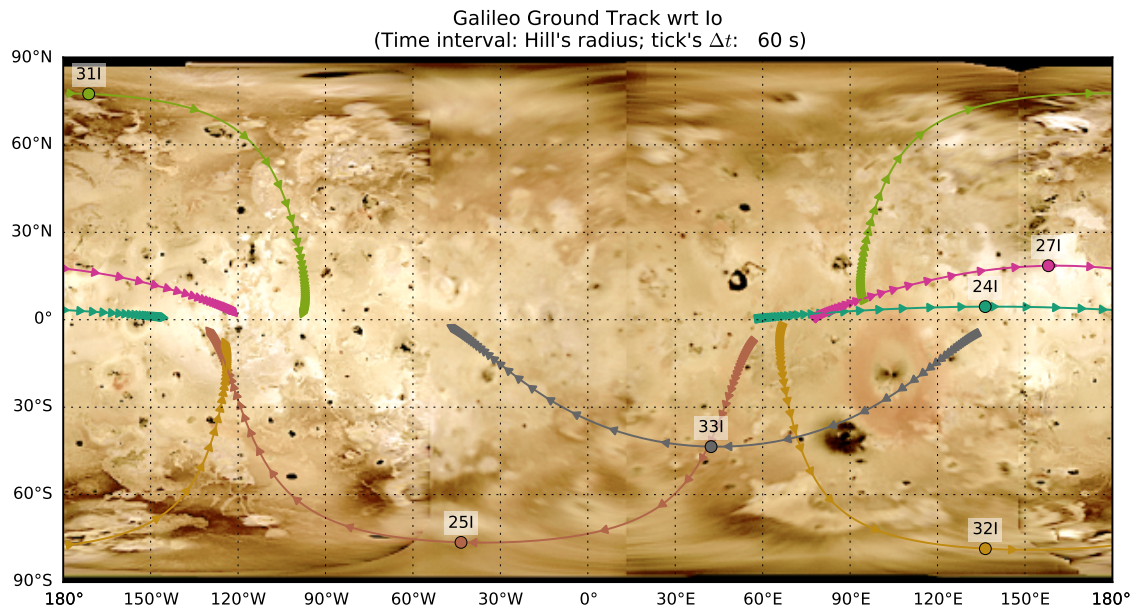 Galileo Ground Track wrt Io
(Time interval: Hill's radius; tick's Δt: 60 s)
90°N
31I
60°N
30°N
27I
24I
0°
30°S
33I
60°S
25I
32I
90°S
180° 150°W 120°W 90°W 60°W 30°W 0° 30°E 60°E 90°E 120°E 150°E 180°